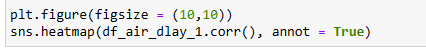 plt.figure(figsize = (10,10))
sns.heatmap(df_air_dlay_1.corr(), annot = True)